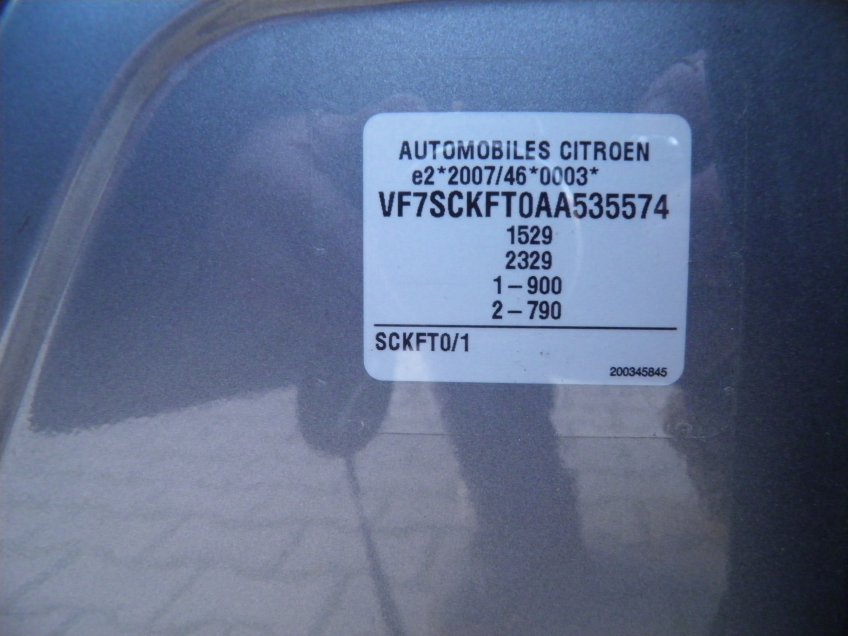 AUTOMOBILES CITROEN
e2*2007/46*0003*
VF7SCKFT0AA535574
1529
2329
1-900
2-790
SCKFT0/1
200345845